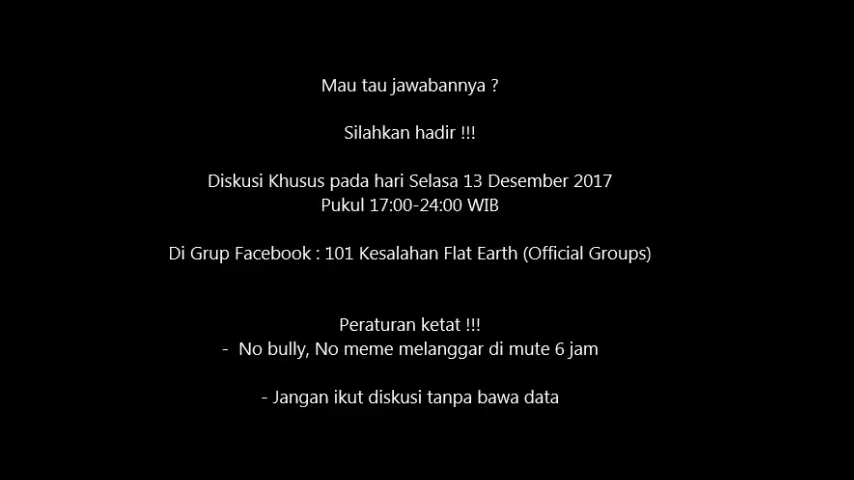 Mau tau jawabannya ?
Silahkan hadir !!!
Diskusi Khusus pada hari Selasa 13 Desember 2017
Pukul 17:00-24:00 WIB
Di Grup Facebook : 101 Kesalahan Flat Earth (Official Groups)
Peraturan ketat !!!
- No bully, No meme melanggar di mute 6 jam
- Jangan ikut diskusi tanpa bawa data